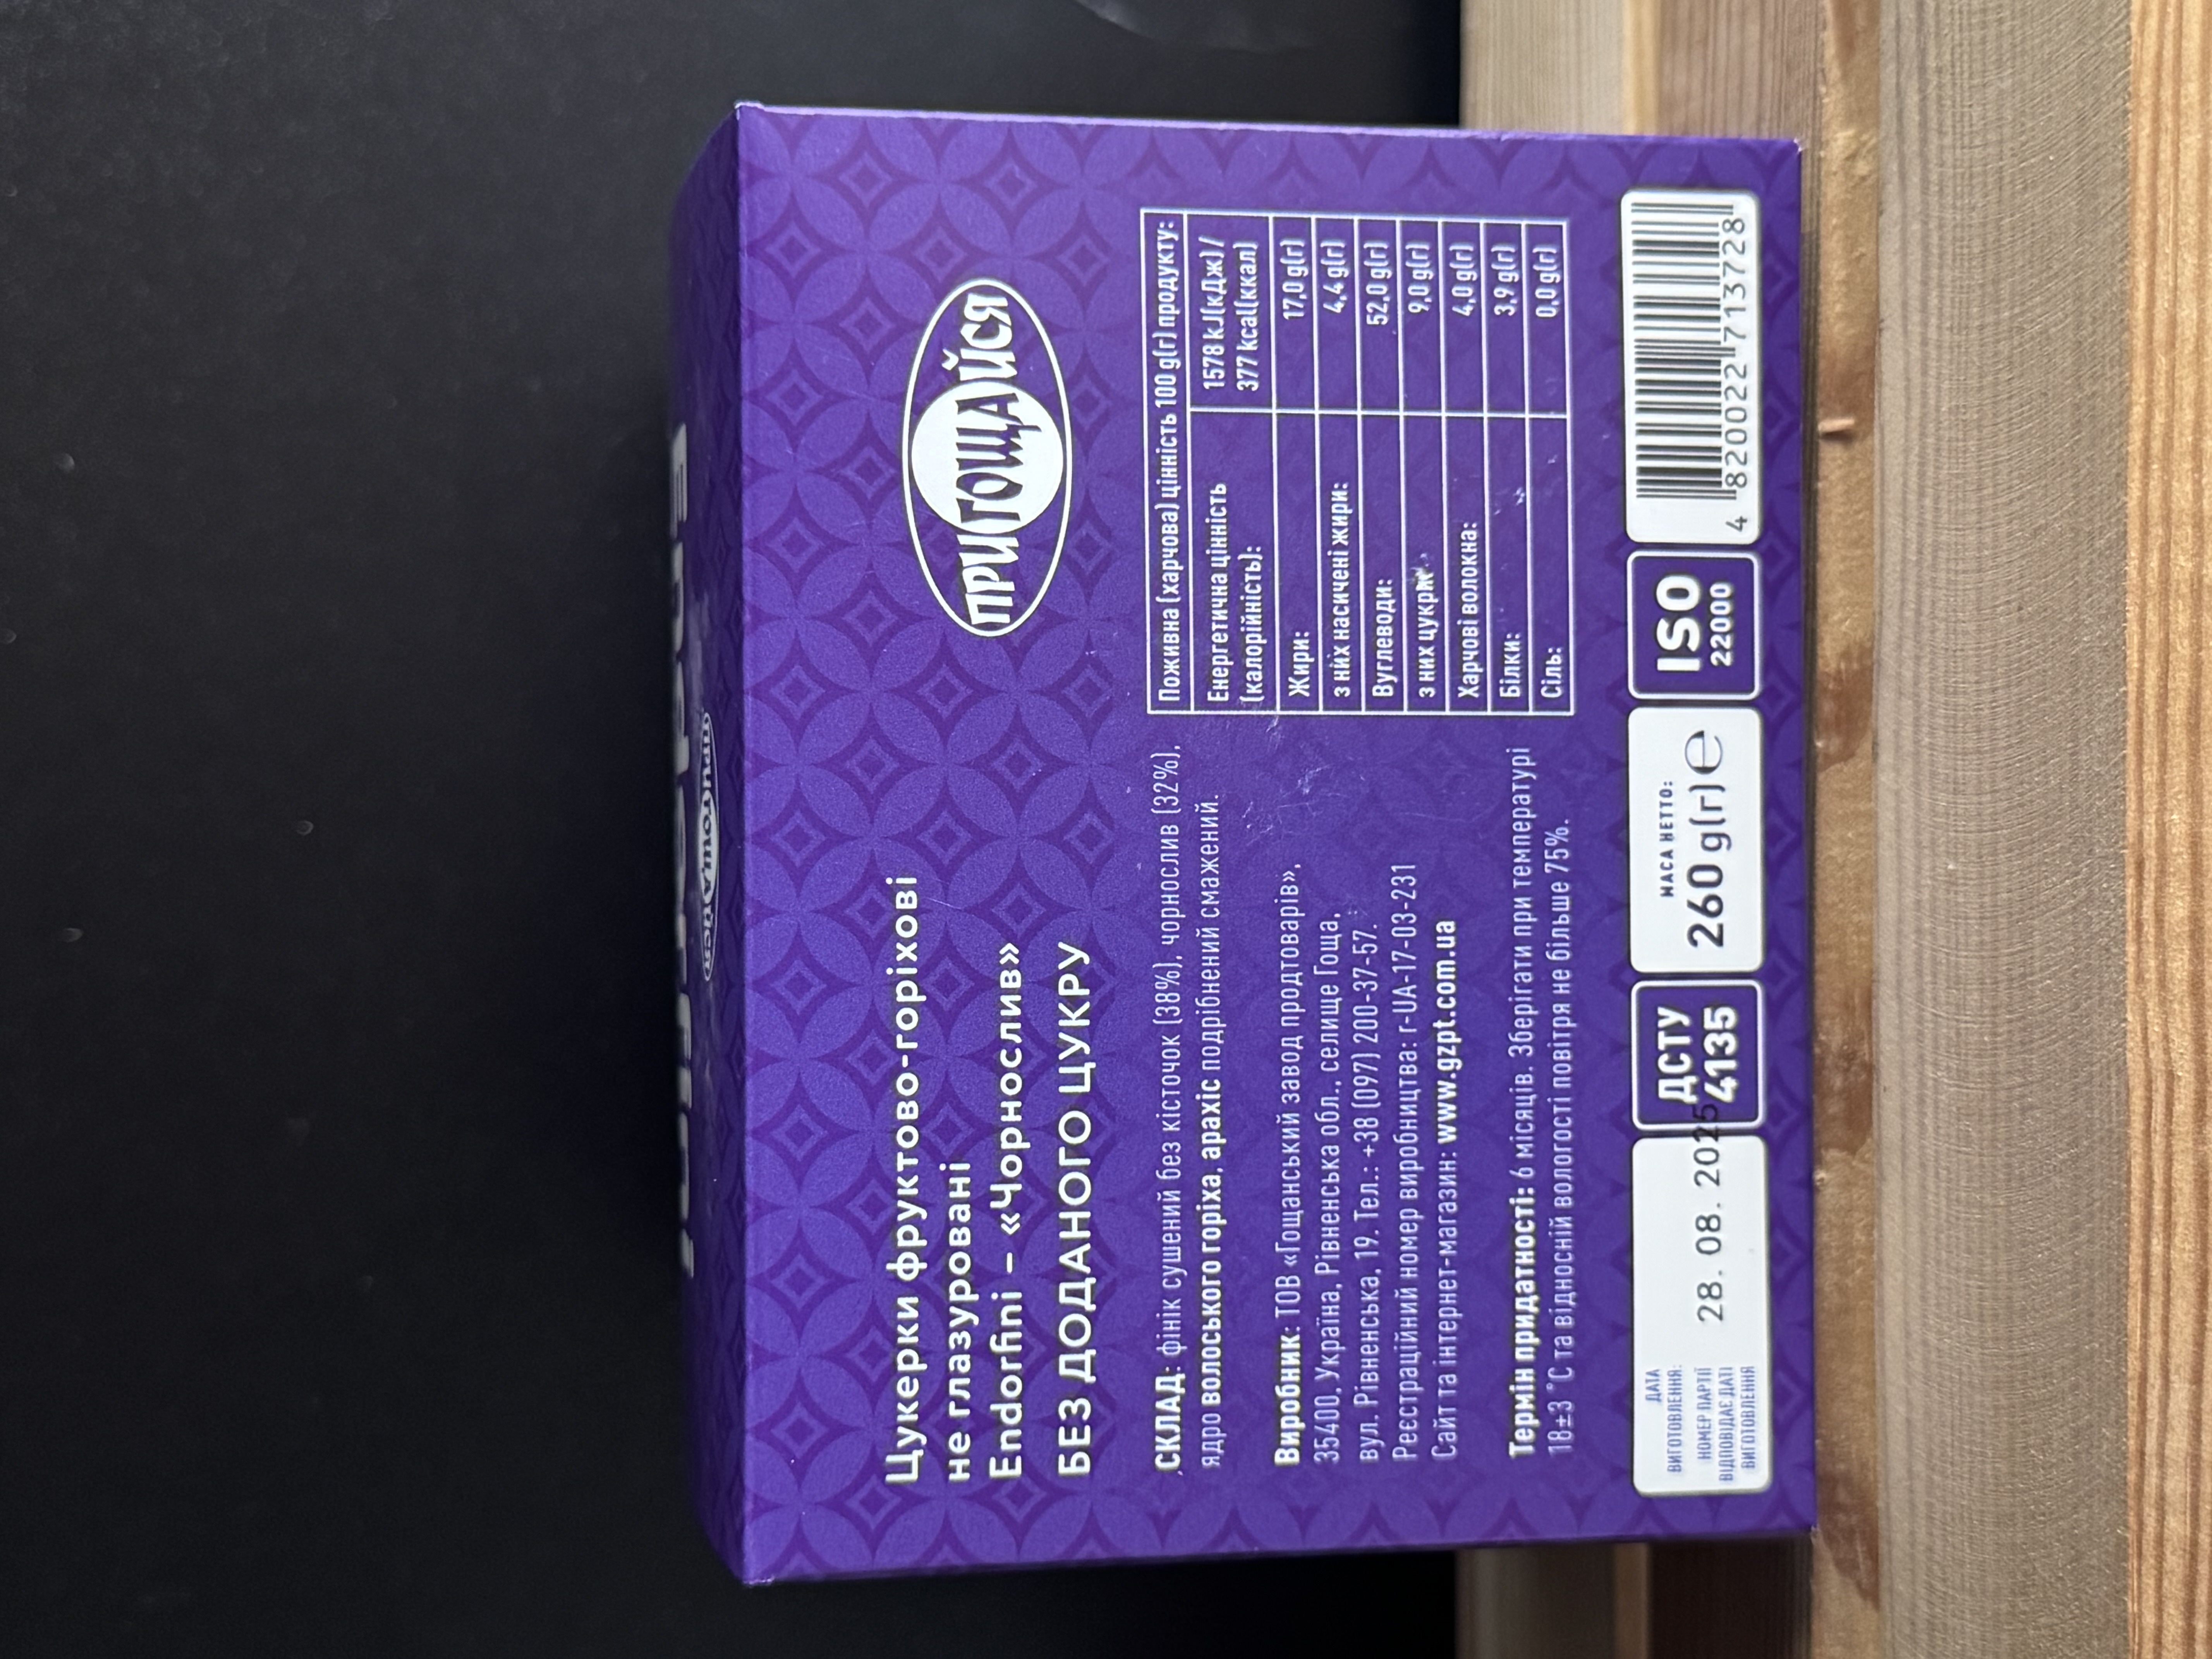 ПРИГОЩАЙСЯ
ПРИГОЩАЙСЯ
Цукерки фруктово-горіхові
не глазуровані
Endorfini – «Чорнослив»
БЕЗ ДОДАНОГО ЦУКРУ
СКЛАД: фінік сушений без кісточок (38%), чорнослив (32%),
ядро волоського горіха, арахіс подрібнений смажений.
Виробник: ТОВ «Гощанський завод продтоварів»,
35400, Україна, Рівненська обл., селище Гоща,
вул. Рівненська, 19. Тел.: +38 (097) 200-37-57.
Реєстраційний номер виробництва: r-UA-17-03-231
Сайт та інтернет-магазин: www.gzpt.com.ua
Термін придатності: 6 місяців. Зберігати при температурі
18±3 °С та відносній вологості повітря не більше 75%.
Поживна (харчова) цінність 100 g(г) продукту:
Енергетична цінність 1578 kJ(кДж)/
(калорійність): 377 kcal(ккал)
Жири: 17,0 g(г)
з них насичені жири: 4,4 g(г)
Вуглеводи: 52,0 g(г)
з них цукри: 9,0 g(г)
Харчові волокна: 4,0 g(г)
Білки: 3,9 g(г)
Сіль: 0,0 g(г)
ДАТА
ВИГОТОВЛЕННЯ:
НОМЕР ПАРТІЇ
ВІДПОВІДАЄ ДАТІ
ВИГОТОВЛЕННЯ
28. 08. 2025
ДСТУ
4135
МАСА НЕТТО:
260 g(г) ℮
ISO
22000
4 820022 713728